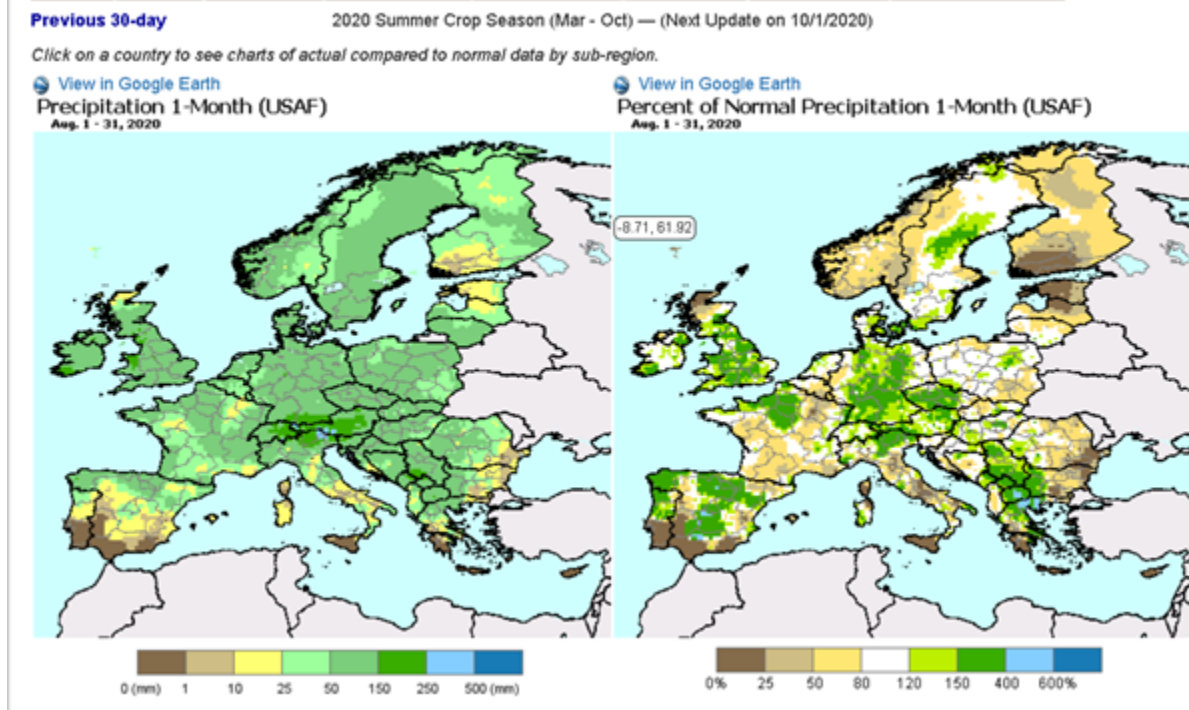 Previous 30-day 2020 Summer Crop Season (Mar - Oct) — (Next Update on 10/1/2020)
Click on a country to see charts of actual compared to normal data by sub-region.
View in Google Earth
Precipitation 1-Month (USAF)
Aug. 1 - 31, 2020
0 (mm) 1 10 25 50 150 250 500 (mm)
View in Google Earth
Percent of Normal Precipitation 1-Month (USAF)
Aug. 1 - 31, 2020
-8.71, 61.92
0% 25 50 80 120 150 400 600%